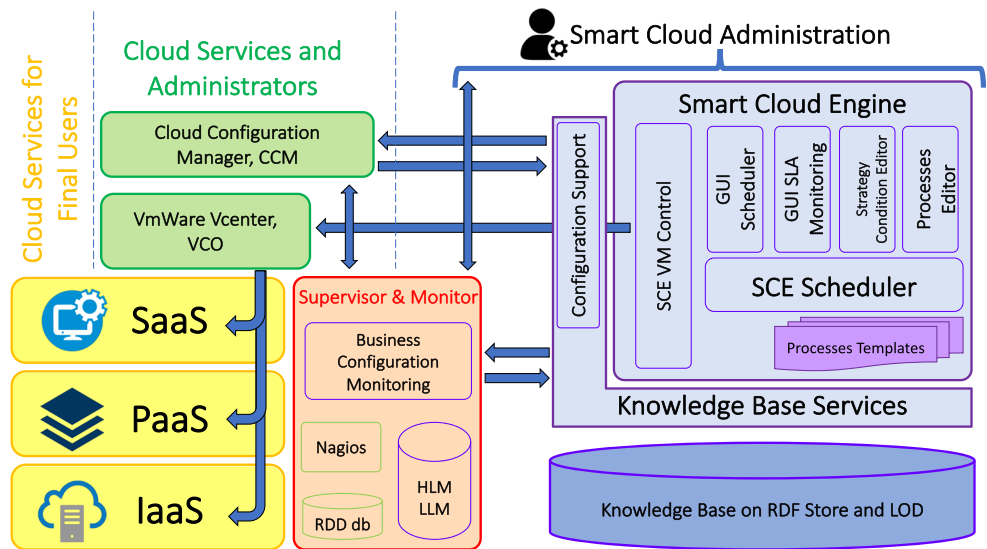 Smart Cloud Administration
Cloud Services for
Final Users
Cloud Services and
Administrators
Cloud Configuration
Manager, CCM
VmWare Vcenter,
VCO
SaaS
PaaS
IaaS
Supervisor & Monitor
Business
Configuration
Monitoring
Nagios
RDD db
HLM
LLM
Configuration Support
Smart Cloud Engine
SCE VM Control
GUI
Scheduler
GUI SLA
Monitoring
Strategy
Condition Editor
Processes
Editor
SCE Scheduler
Processes Templates
Knowledge Base Services
Knowledge Base on RDF Store and LOD